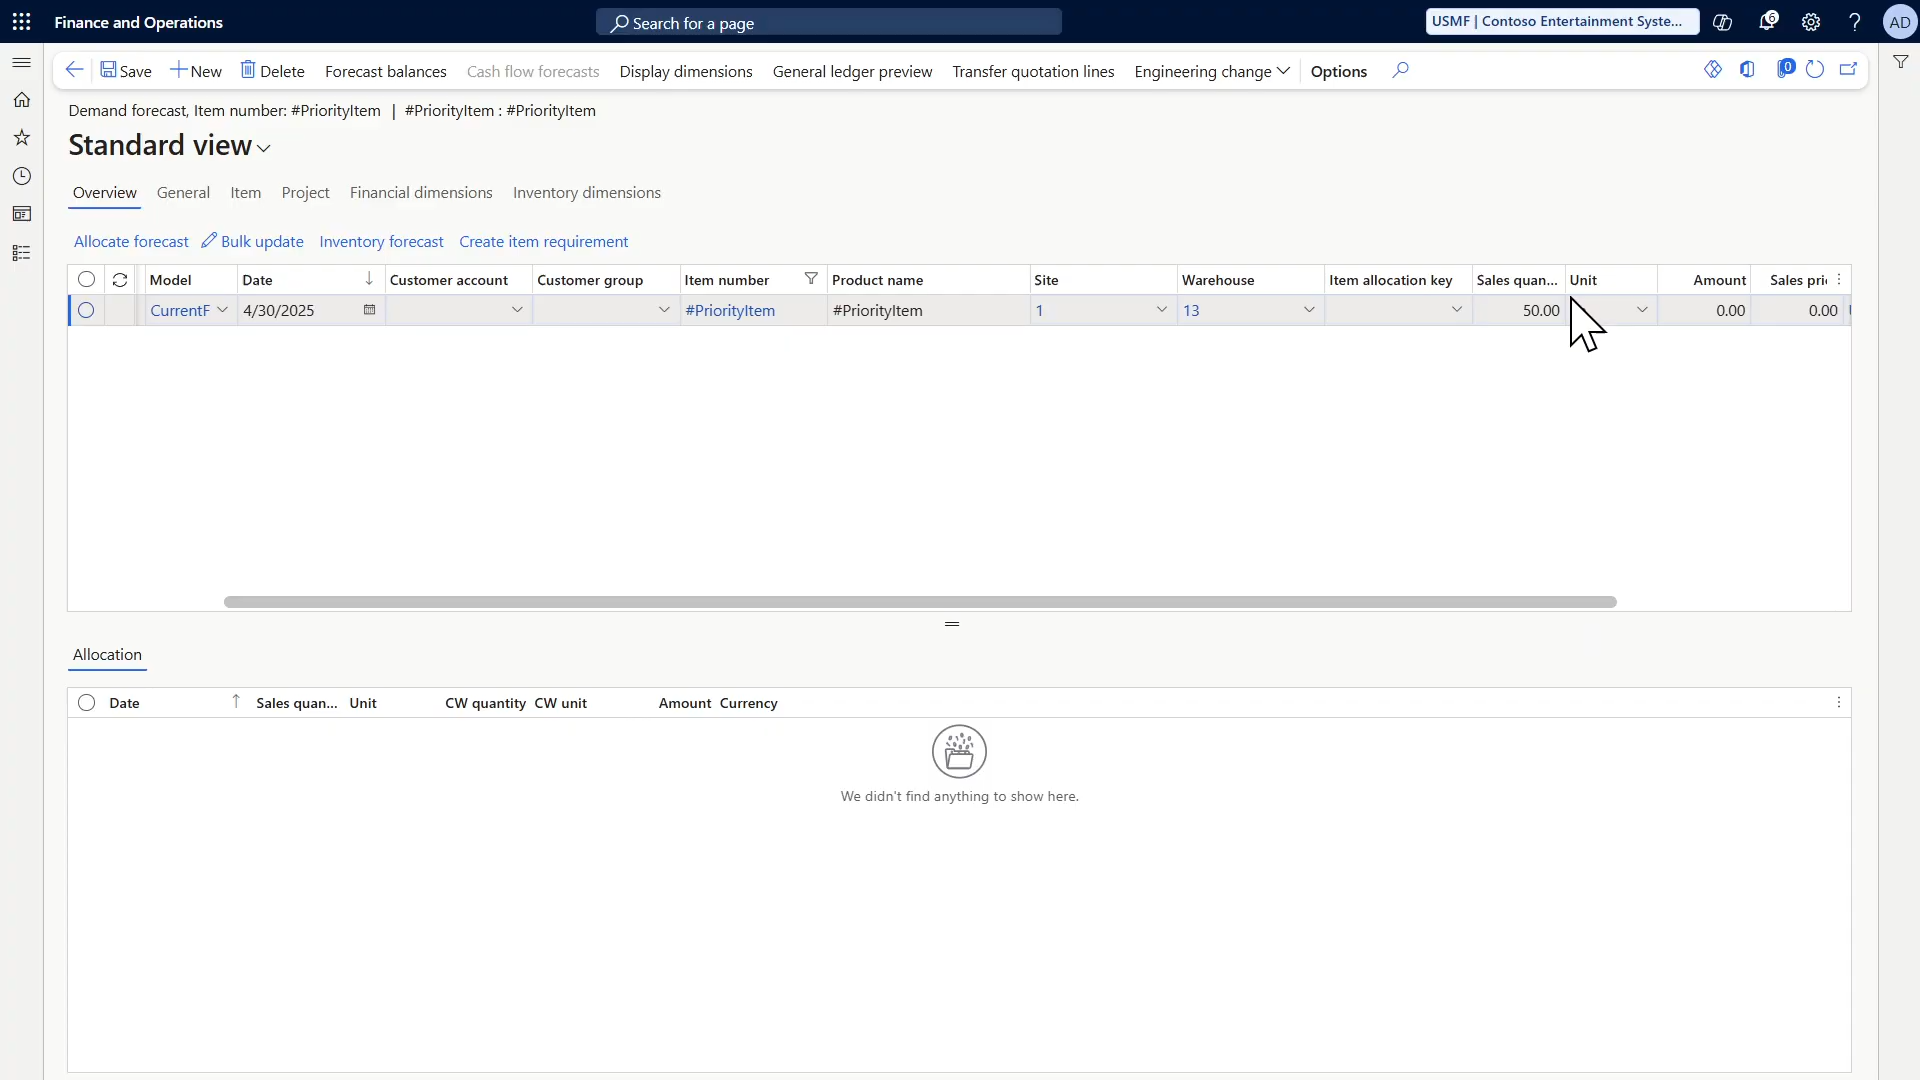 Finance and Operations
Search for a page
USMF | Contoso Entertainment Syste...
6
?
AD
Save
New
Delete
Forecast balances
Cash flow forecasts
Display dimensions
General ledger preview
Transfer quotation lines
Engineering change
Options
0
Demand forecast, Item number: #PriorityItem | #PriorityItem : #PriorityItem
Standard view
Overview
General
Item
Project
Financial dimensions
Inventory dimensions
Allocate forecast
Bulk update
Inventory forecast
Create item requirement
Model Date Customer account Customer group Item number Product name Site Warehouse Item allocation key Sales quan... Unit Amount Sales pri
CurrentF 4/30/2025 #PriorityItem #PriorityItem 1 13 50.00 0.00 0.00
Allocation
Date Sales quan... Unit CW quantity CW unit Amount Currency
We didn't find anything to show here.